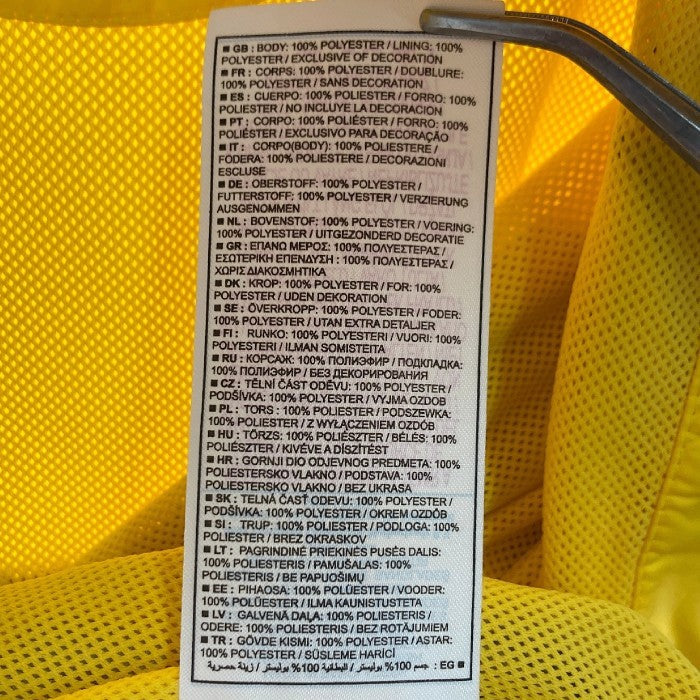 ■ GB : BODY: 100% POLYESTER / LINING: 100%
POLYESTER / EXCLUSIVE OF DECORATION
■ FR : CORPS: 100% POLYESTER / DOUBLURE:
100% POLYESTER / SANS DECORATION
■ ES : CUERPO: 100% POLIESTER / FORRO: 100%
POLIESTER / NO INCLUYE LA DECORACION
■ PT : CORPO: 100% POLIÉSTER / FORRO: 100%
POLIÉSTER / EXCLUSIVO PARA DECORAÇÃO
■ IT : CORPO(BODY): 100% POLIESTERE /
FODERA: 100% POLIESTERE / DECORAZIONI
ESCLUSE
■ DE : OBERSTOFF: 100% POLYESTER /
FUTTERSTOFF: 100% POLYESTER / VERZIERUNG
AUSGENOMMEN
■ NL : BOVENSTOF: 100% POLYESTER / VOERING:
100% POLYESTER / UITGEZONDERD DECORATIE
■ GR : ΕΠΑΝΩ ΜΕΡΟΣ: 100% ΠΟΛΥΕΣΤΕΡΑΣ /
ΕΣΩΤΕΡΙΚΗ ΕΠΕΝΔΥΣΗ : 100% ΠΟΛΥΕΣΤΕΡΑΣ /
ΧΩΡΙΣ ΔΙΑΚΟΣΜΗΤΙΚΑ
■ DK : KROP: 100% POLYESTER / FOR: 100%
POLYESTER / UDEN DEKORATION
■ SE : ÖVERKROPP: 100% POLYESTER / FODER:
100% POLYESTER / UTAN EXTRA DETALJER
■ FI : RUNKO: 100% POLYESTERI / VUORI: 100%
POLYESTERI / ILMAN SOMISTEITA
■ RU : КОРСАЖ: 100% ПОЛИЭФИР / ПОДКЛАДКА:
100% ПОЛИЭФИР / БЕЗ ДЕКОРИРОВАНИЯ
■ CZ : TĚLNÍ ČÁST ODĚVU: 100% POLYESTER /
PODŠÍVKA: 100% POLYESTER / VYJMA OZDOB
■ PL : TORS : 100% POLIESTER / PODSZEWKA:
100% POLIESTER / Z WYŁĄCZENIEM OZDÓB
■ HU : TÖRZS: 100% POLIÉSZTER / BÉLÉS: 100%
POLIÉSZTER / KIVÉVE A DÍSZÍTÉST
■ HR : GORNJI DIO ODJEVNOG PREDMETA: 100%
POLIESTERSKO VLAKNO / PODSTAVA: 100%
POLIESTERSKO VLAKNO / BEZ UKRASA
■ SK : TELNÁ ČASŤ ODEVU: 100% POLYESTER /
PODŠÍVKA: 100% POLYESTER / OKREM OZDÔB
■ SI : TRUP: 100% POLIESTER / PODLOGA: 100%
POLIESTER / BREZ OKRASKOV
■ LT : PAGRINDINĖ PRIEKINĖS PUSĖS DALIS:
100% POLIESTERIS / PAMUŠALAS: 100%
POLIESTERIS / BE PAPUOŠIMŲ
■ EE : PIHAOSA: 100% POLÜESTER / VOODER:
100% POLÜESTER / ILMA KAUNISTUSTETA
■ LV : GALVENĀ DAĻA: 100% POLIESTERIS /
ODERE: 100% POLIESTERIS / BEZ ROTĀJUMIEM
■ TR : GÖVDE KISMI: 100% POLYESTER / ASTAR:
100% POLYESTER / SÜSLEME HARİCİ
■ EG : جسم 100% بوليستر / البطانية 100% بوليستر / زينة حصرية